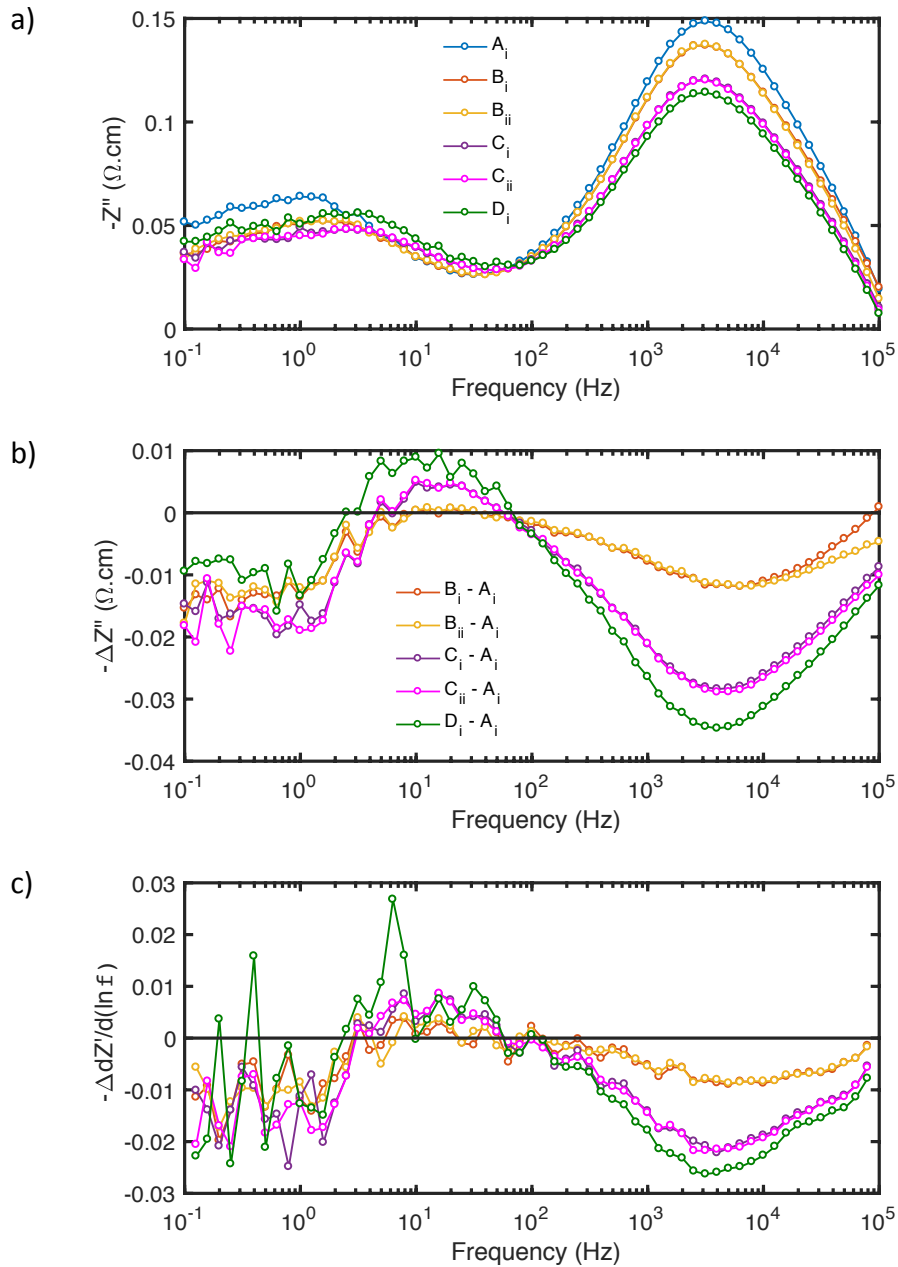 a)
-Z'' (Ω.cm)
0.15
0.10
0.05
0
A_i
B_i
B_ii
C_i
C_ii
D_i
10^-1 10^0 10^1 10^2 10^3 10^4 10^5
Frequency (Hz)
b)
-ΔZ'' (Ω.cm)
0.01
0
-0.01
-0.02
-0.03
-0.04
B_i - A_i
B_ii - A_i
C_i - A_i
C_ii - A_i
D_i - A_i
10^-1 10^0 10^1 10^2 10^3 10^4 10^5
Frequency (Hz)
c)
-ΔdZ'/d(ln f)
0.03
0.02
0.01
0
-0.01
-0.02
-0.03
10^-1 10^0 10^1 10^2 10^3 10^4 10^5
Frequency (Hz)